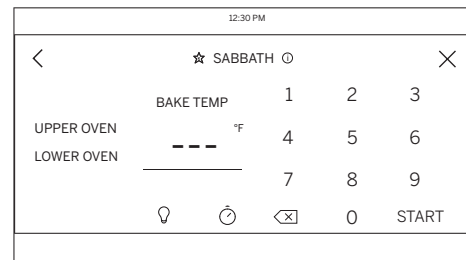 12:30 PM
SABBATH
BAKE TEMP
UPPER OVEN
LOWER OVEN
--- °F
1 2 3
4 5 6
7 8 9
0 START